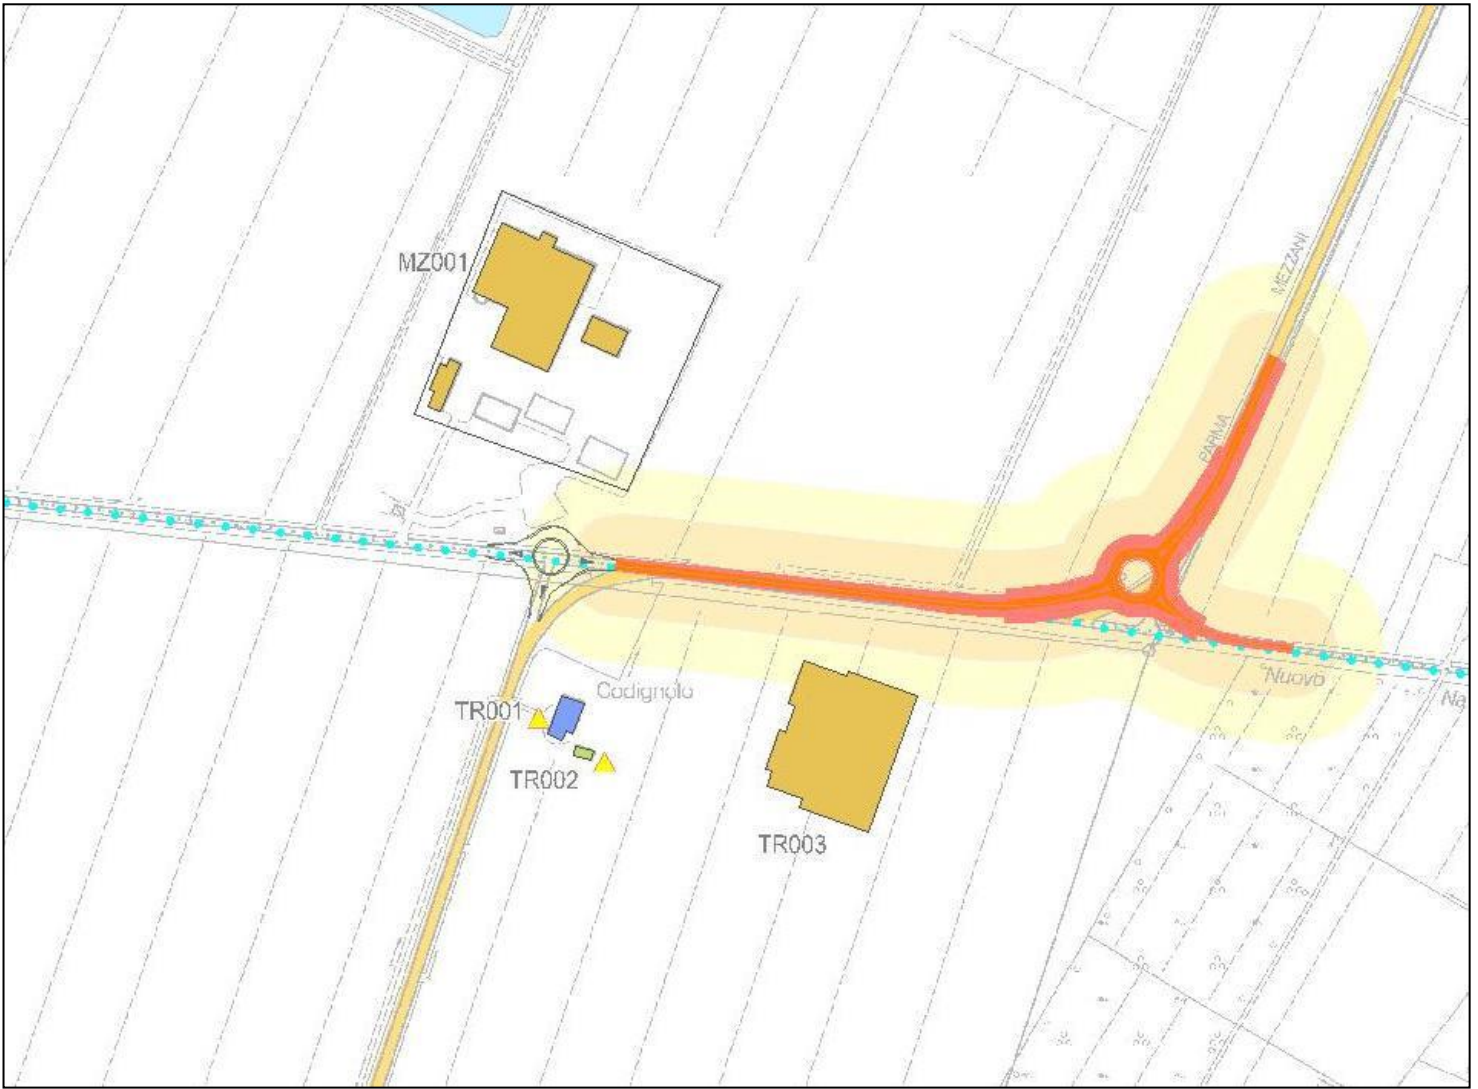 MEZZANI
MZ001
PARMA
Nuovo
Codignolo
Na
TR001
TR002
TR003